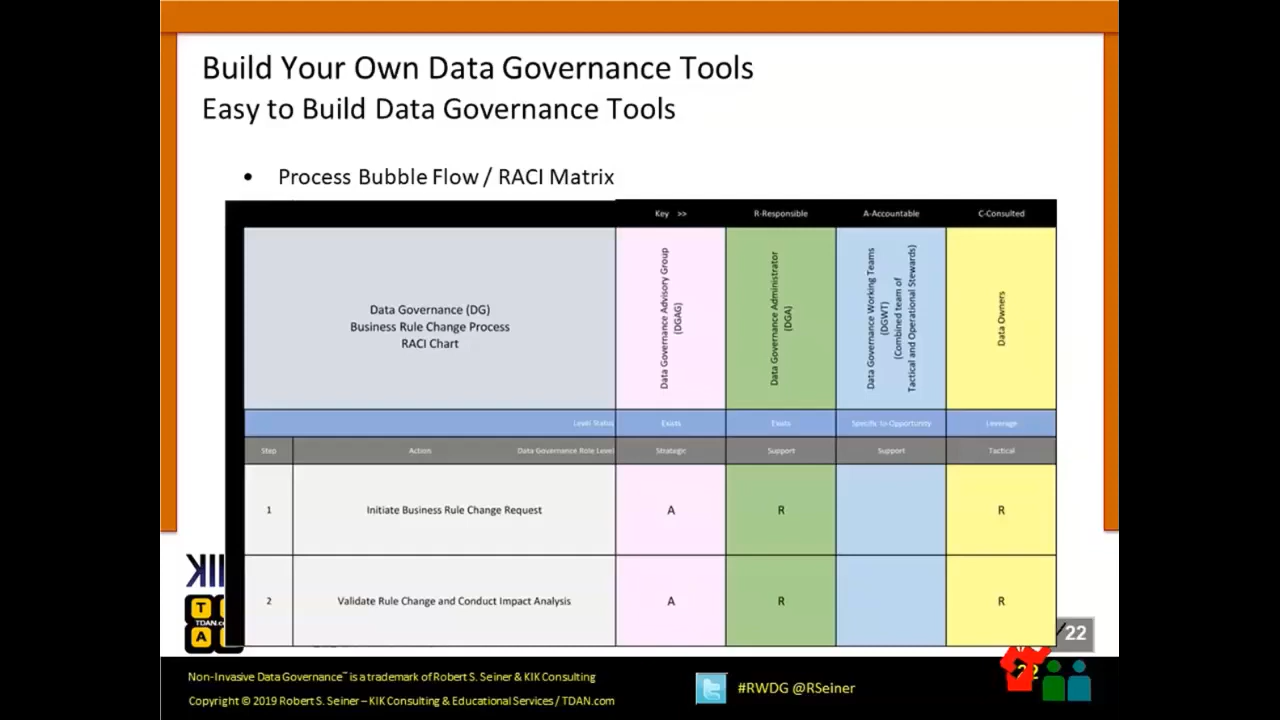 Build Your Own Data Governance Tools
Easy to Build Data Governance Tools
• Process Bubble Flow / RACI Matrix
Key >> R-Responsible A-Accountable C-Consulted
Data Governance (DG)
Business Rule Change Process
RACI Chart
Data Governance Advisory Group
(DGAG)
Data Governance Administrator
(DGA)
Data Governance Working Teams
(DGWT)
(Combined team of
Tactical and Operational Stewards)
Data Owners
Level Status Exists Exists Specific to Opportunity Leverage
Step Action Data Governance Role Level Strategic Support Support Tactical
1 Initiate Business Rule Change Request A R R
2 Validate Rule Change and Conduct Impact Analysis A R R
KI
T
TDAN.c
A
/22
22
Non-Invasive Data Governance™ is a trademark of Robert S. Seiner & KIK Consulting
Copyright © 2019 Robert S. Seiner – KIK Consulting & Educational Services / TDAN.com
#RWDG @RSeiner